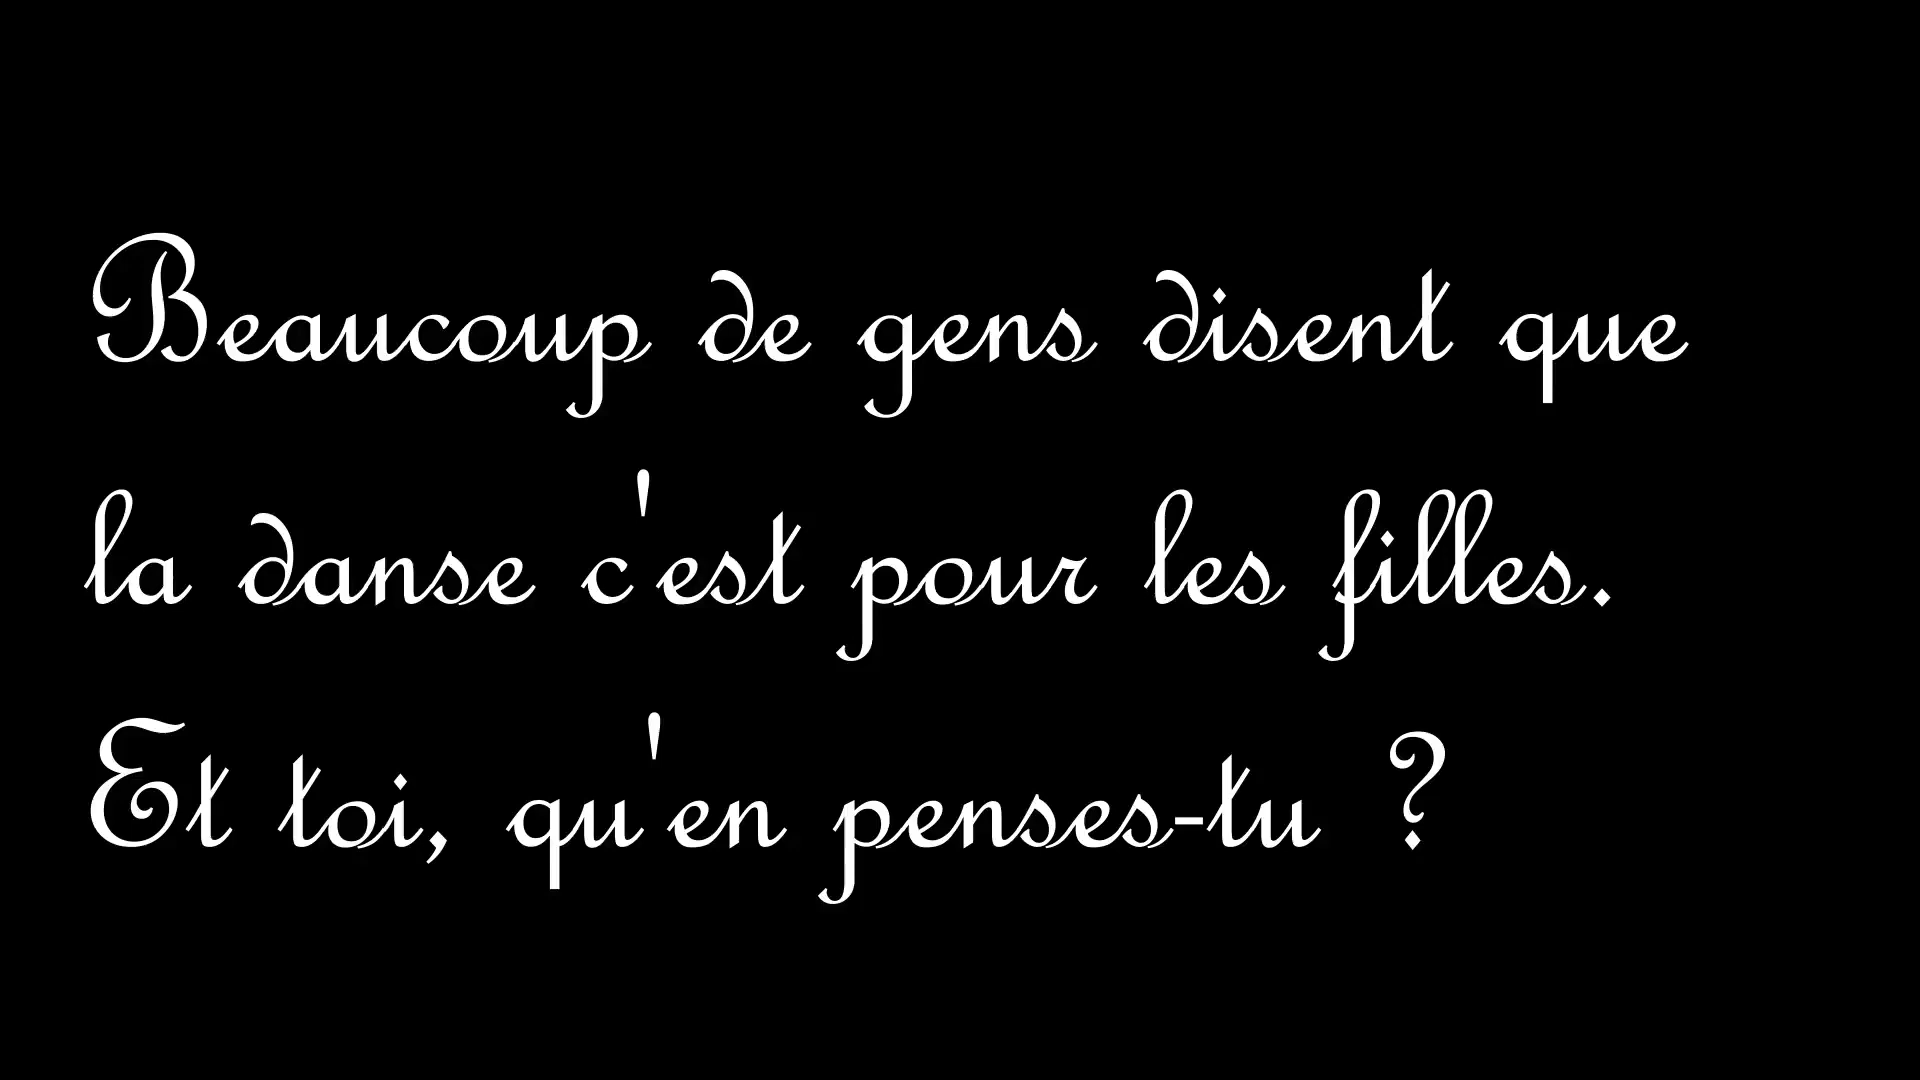 Beaucoup de gens disent que
la danse c'est pour les filles.
Et toi, qu'en penses-tu ?